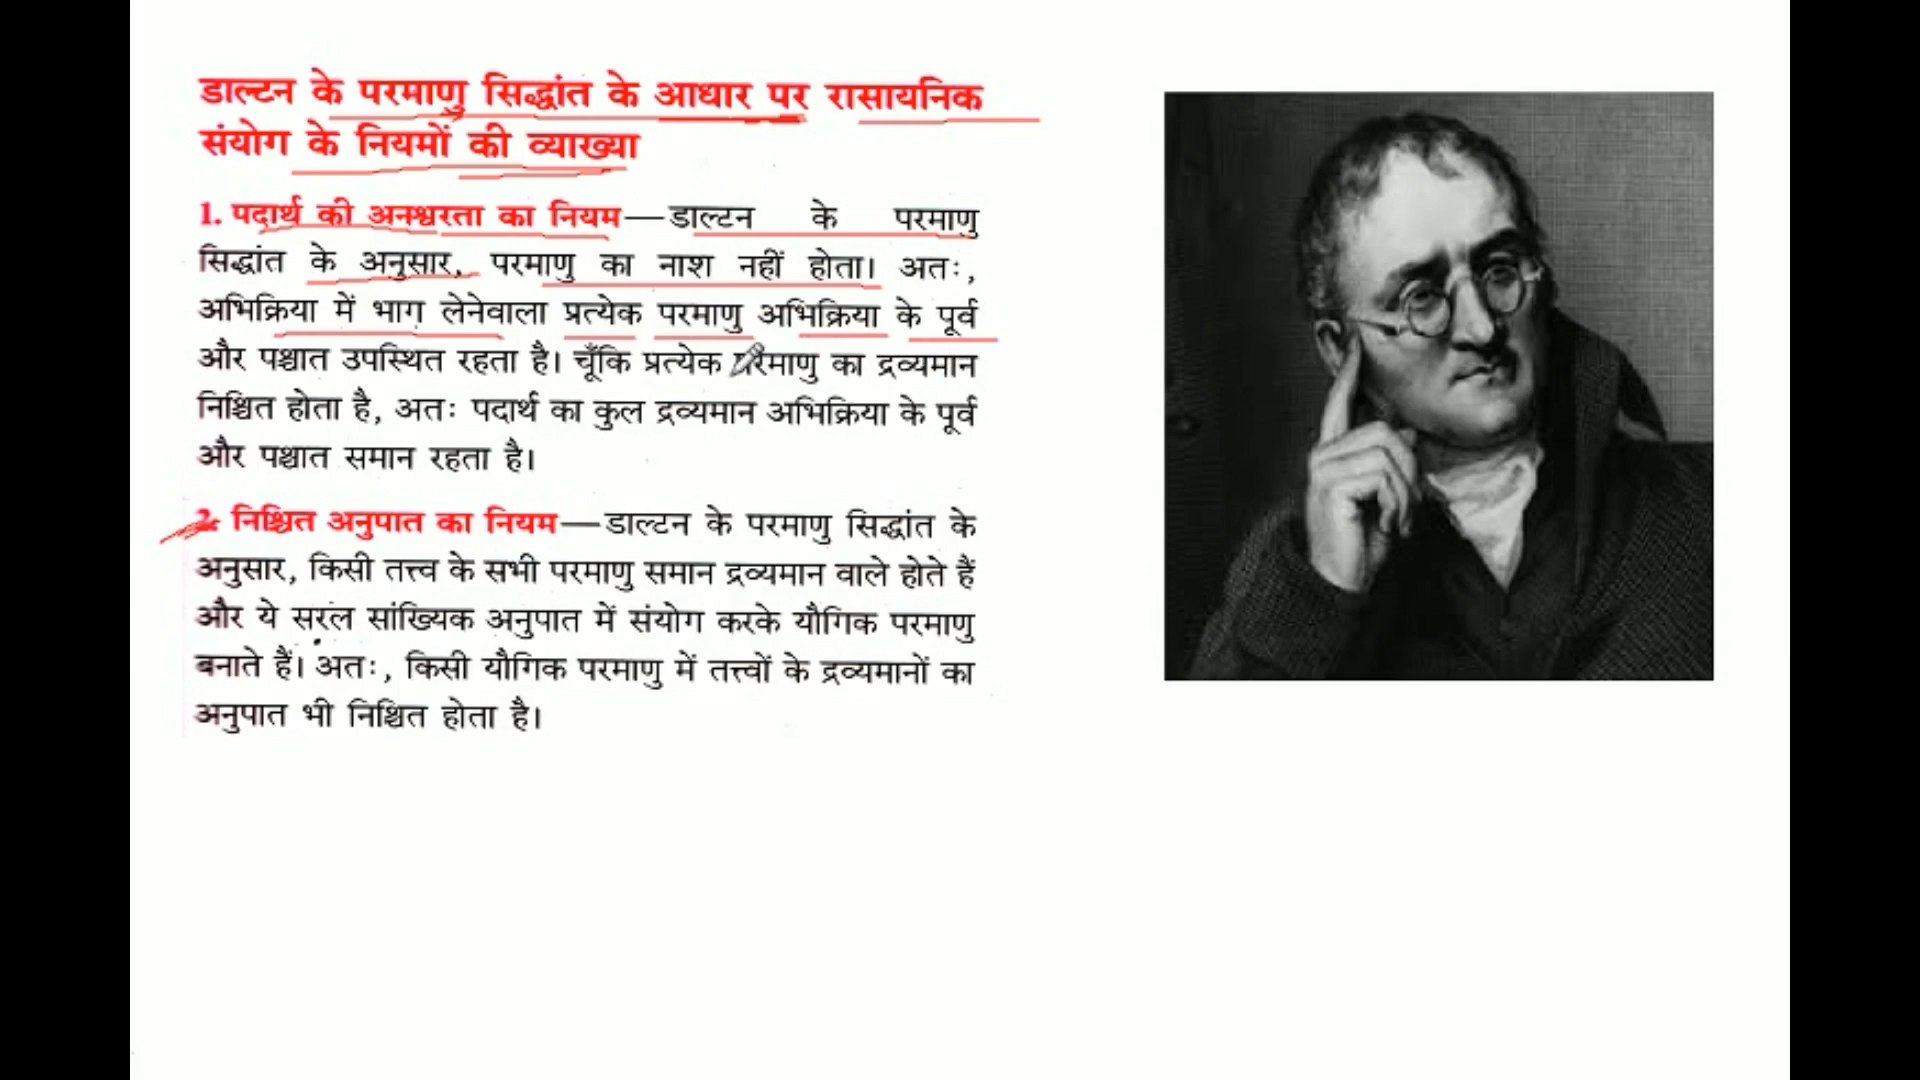 डाल्टन के परमाणु सिद्धांत के आधार पर रासायनिक
संयोग के नियमों की व्याख्या
1. पदार्थ की अनश्वरता का नियम—डाल्टन के परमाणु
सिद्धांत के अनुसार, परमाणु का नाश नहीं होता। अतः,
अभिक्रिया में भाग लेनेवाला प्रत्येक परमाणु अभिक्रिया के पूर्व
और पश्चात उपस्थित रहता है। चूँकि प्रत्येक परमाणु का द्रव्यमान
निश्चित होता है, अतः पदार्थ का कुल द्रव्यमान अभिक्रिया के पूर्व
और पश्चात समान रहता है।
2. निश्चित अनुपात का नियम—डाल्टन के परमाणु सिद्धांत के
अनुसार, किसी तत्त्व के सभी परमाणु समान द्रव्यमान वाले होते हैं
और ये सरल सांख्यिक अनुपात में संयोग करके यौगिक परमाणु
बनाते हैं। अतः, किसी यौगिक परमाणु में तत्त्वों के द्रव्यमानों का
अनुपात भी निश्चित होता है।